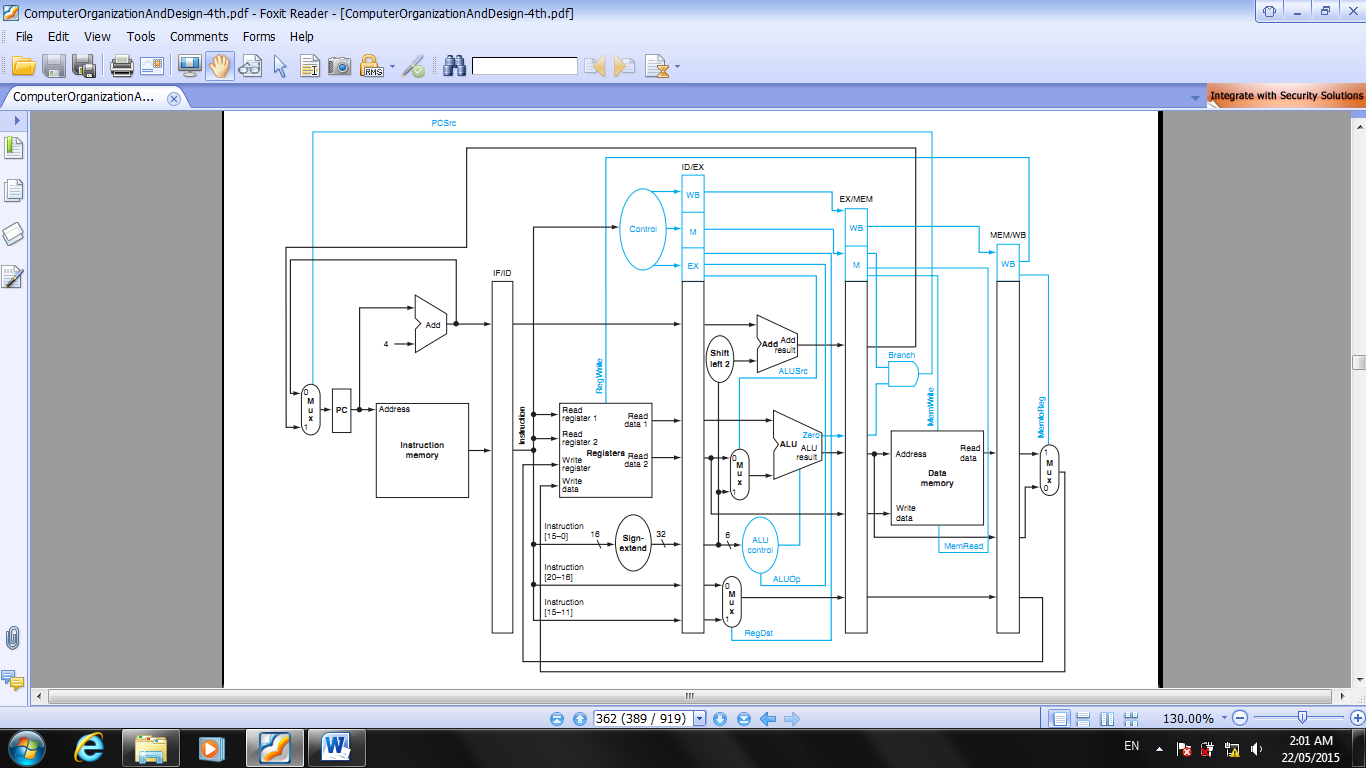 ComputerOrganizationAndDesign-4th.pdf - Foxit Reader - [ComputerOrganizationAndDesign-4th.pdf]
File Edit View Tools Comments Forms Help
RMS
ComputerOrganizationA...
Integrate with Security Solutions
PCSrc
ID/EX
WB
EX/MEM
Control
M
WB
MEM/WB
EX
M
WB
IF/ID
Add
4
Add
Add
result
Shift
left 2
ALUSrc
Branch
RegWrite
0
M
u
x
1
PC
Address
Instruction
memory
Instruction
Read
register 1
Read
data 1
Read
register 2
Registers
Write
register
Read
data 2
Write
data
0
M
u
x
1
Zero
ALU
ALU
result
MemWrite
Address
Read
data
Data
memory
Write
data
MemtoReg
1
M
u
x
0
Instruction
[15–0]
16
Sign-
extend
32
6
ALU
control
MemRead
Instruction
[20–16]
ALUOp
Instruction
[15–11]
0
M
u
x
1
RegDst
362 (389 / 919)
130.00%
EN
2:01 AM
22/05/2015